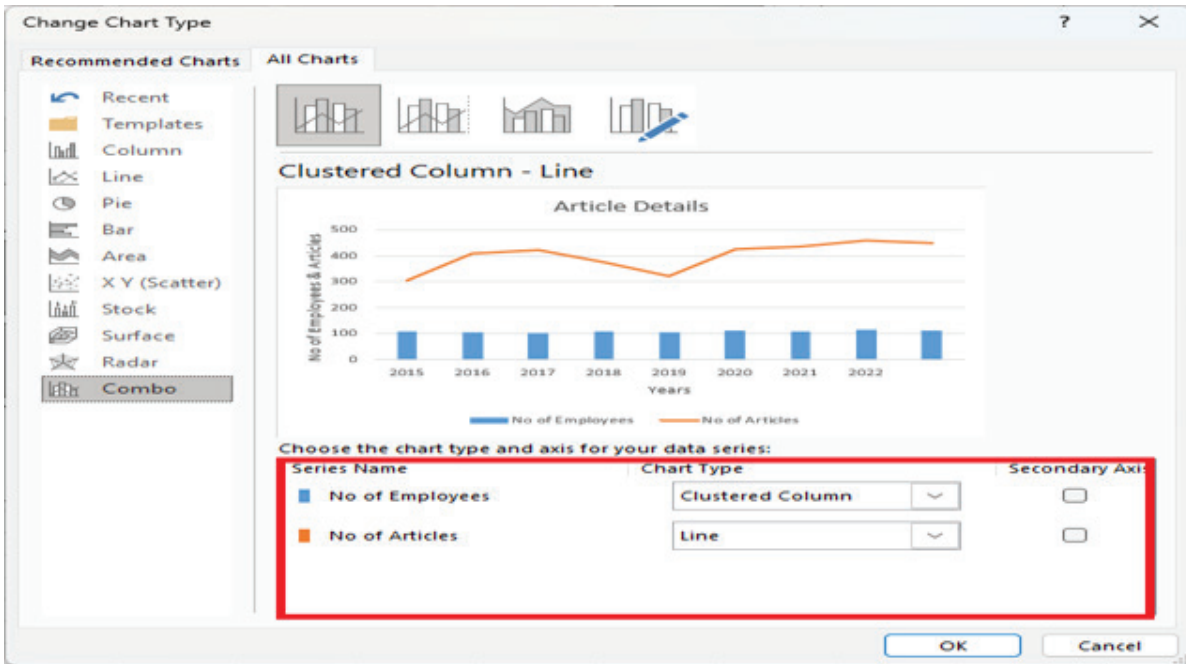 Change Chart Type ?
Recommended Charts All Charts
Recent
Templates
Column
Line
Pie
Bar
Area
X Y (Scatter)
Stock
Surface
Radar
Combo
Clustered Column - Line
Article Details
No of Employees & Articles
500
400
300
200
100
0
2015 2016 2017 2018 2019 2020 2021 2022
Years
No of Employees No of Articles
Choose the chart type and axis for your data series:
Series Name Chart Type Secondary Axis
No of Employees Clustered Column
No of Articles Line
OK Cancel